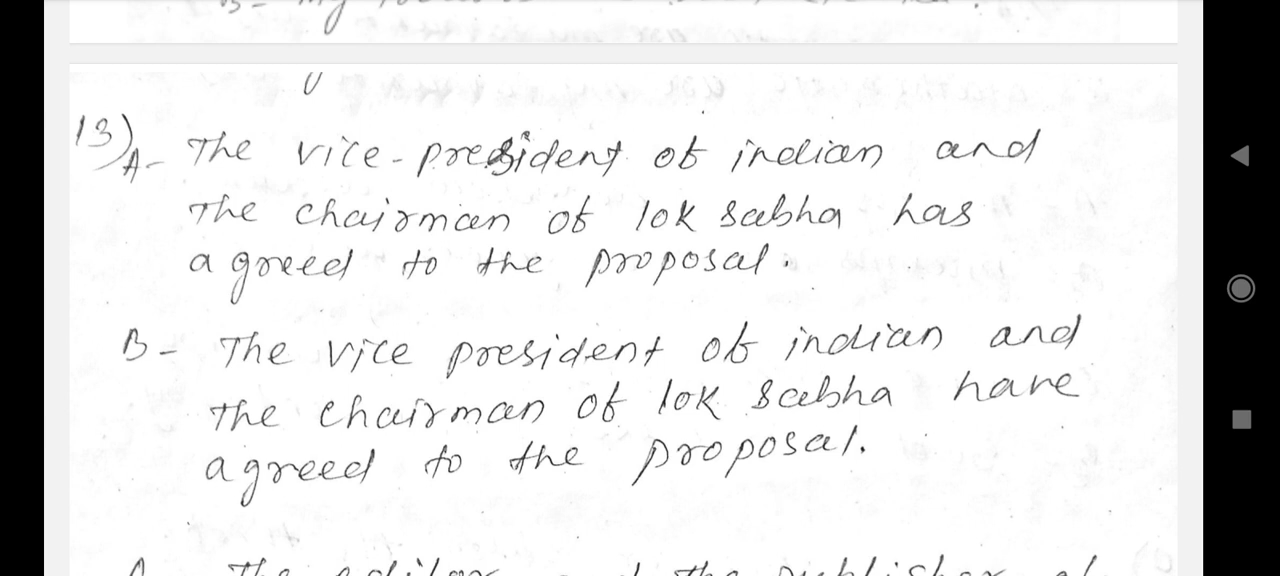 13)
A- The vice-president of indian and
The chairman of lok sabha has
agreed to the proposal.
B- The vice president of indian and
The chairman of lok sabha have
agreed to the proposal.